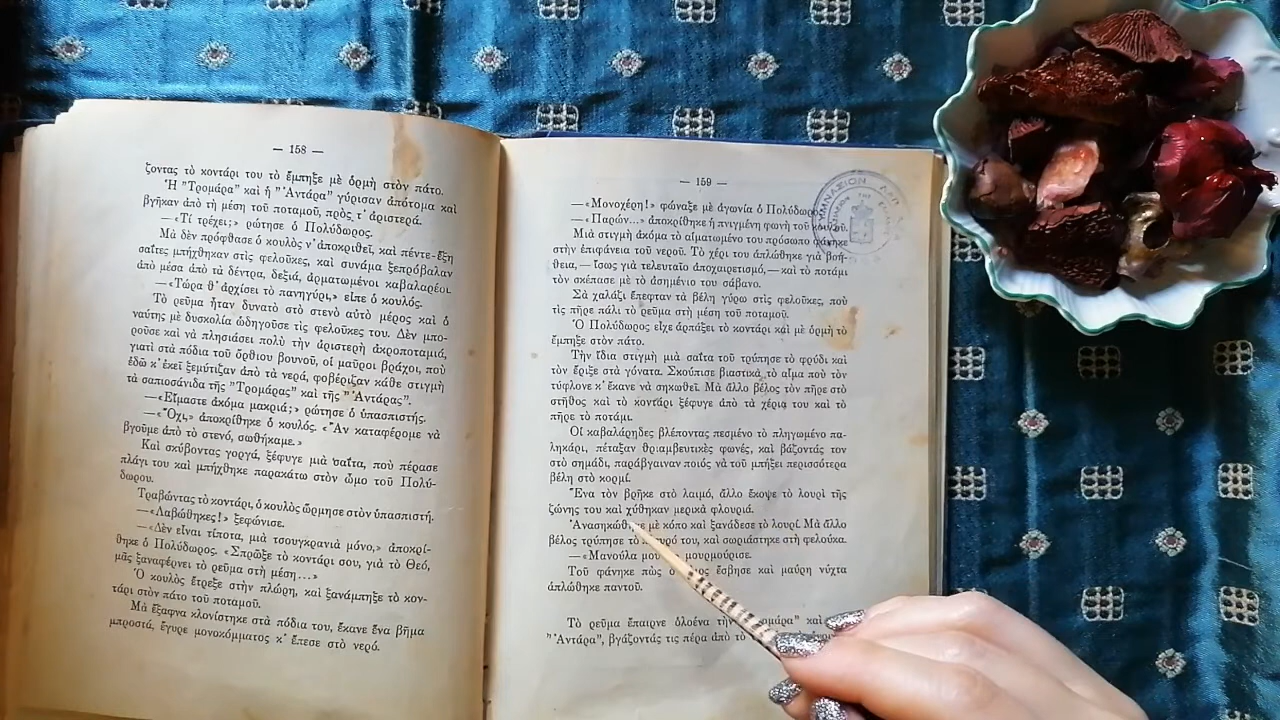 — 158 —
ζοντας τὸ κοντάρι του τὸ ἔμπηξε μὲ ὁρμὴ στὸν πάτο.
Ἡ "Τρομάρα" καὶ ἡ "Ἀντάρα" γύρισαν ἀπότομα καὶ
βγῆκαν ἀπὸ τὴ μέση τοῦ ποταμοῦ, πρὸς τ' ἀριστερά.
—«Τί τρέχει;» ρώτησε ὁ Πολύδωρος.
Μὰ δὲν πρόφθασε ὁ κουλὸς ν' ἀποκριθεῖ, καὶ πέντε-ἕξη
σαΐτες μπήχθηκαν στὶς φελοῦκες, καὶ συνάμα ξεπρόβαλαν
ἀπὸ μέσα ἀπὸ τὰ δέντρα, δεξιά, ἁρματωμένοι καβαλαρέοι.
—«Τώρα θ' ἀρχίσει τὸ πανηγύρι,» εἶπε ὁ κουλός.
Τὸ ρεῦμα ἦταν δυνατὸ στὸ στενὸ αὐτὸ μέρος καὶ ὁ
ναύτης μὲ δυσκολία ὡδηγοῦσε τὶς φελοῦκες του. Δὲν μπο-
ροῦσε καὶ νὰ πλησιάσει πολὺ τὴν ἀριστερὴ ἀκροποταμιά,
γιατὶ στὰ πόδια τοῦ ὄρθιου βουνοῦ, οἱ μαῦροι βράχοι, ποὺ
ἐδῶ κ' ἐκεῖ ξεμύτιζαν ἀπὸ τὰ νερά, φοβέριζαν κάθε στιγμὴ
τὰ σαπιοσάνιδα τῆς "Τρομάρας" καὶ τῆς "Ἀντάρας".
—«Εἴμαστε ἀκόμα μακριά;» ρώτησε ὁ ὑπασπιστής.
—«Ὄχι,» ἀποκρίθηκε ὁ κουλός. «Ἂν καταφέρομε νὰ
βγοῦμε ἀπὸ τὸ στενό, σωθήκαμε.»
Καὶ σκύβοντας γοργά, ξέφυγε μιὰ σαΐτα, ποὺ πέρασε
πλάγι του καὶ μπήχθηκε παρακάτω στὸν ὦμο τοῦ Πολύ-
δωρου.
Τραβώντας τὸ κοντάρι, ὁ κουλὸς ὥρμησε στὸν ὑπασπιστή.
—«Λαβώθηκες!» ξεφώνισε.
—«Δὲν εἶναι τίποτα, μιὰ τσουγκρανιὰ μόνο,» ἀποκρί-
θηκε ὁ Πολύδωρος. «Σπρῶξε τὸ κοντάρι σου, γιὰ τὸ Θεό,
μᾶς ξαναφέρνει τὸ ρεῦμα στὴ μέση...»
Ὁ κουλὸς ἔτρεξε στὴν πλώρη, καὶ ξανάμπηξε τὸ κον-
τάρι στὸν πάτο τοῦ ποταμοῦ.
Μὰ ἔξαφνα κλονίστηκε στὰ πόδια του, ἔκανε ἕνα βῆμα
μπροστά, ἔγυρε μονοκόμματος κ' ἔπεσε στὸ νερό.
— 159 —
—«Μονοχέρη!» φώναξε μὲ ἀγωνία ὁ Πολύδωρος.
—«Παρών...» ἀποκρίθηκε ἡ πνιγμένη φωνὴ τοῦ κουλοῦ.
Μιὰ στιγμὴ ἀκόμα τὸ αἱματωμένο του πρόσωπο φάνηκε
στὴν ἐπιφάνεια τοῦ νεροῦ. Τὸ χέρι του ἁπλώθηκε γιὰ βοή-
θεια,— ἴσως γιὰ τελευταῖο ἀποχαιρετισμό,— καὶ τὸ ποτάμι
τὸν σκέπασε μὲ τὸ ἀσημένιο του σάβανο.
Σὰ χαλάζι ἔπεφταν τὰ βέλη γύρω στὶς φελοῦκες, ποὺ
τὶς πῆρε πάλι τὸ ρεῦμα στὴ μέση τοῦ ποταμοῦ.
Ὁ Πολύδωρος εἶχε ἁρπάξει τὸ κοντάρι καὶ μὲ ὁρμὴ τὸ
ἔμπηξε στὸν πάτο.
Τὴν ἴδια στιγμὴ μιὰ σαΐτα τοῦ τρύπησε τὸ φρύδι καὶ
τὸν ἔριξε στὰ γόνατα. Σκούπισε βιαστικὰ τὸ αἷμα ποὺ τὸν
τύφλονε κ' ἔκανε νὰ σηκωθεῖ. Μὰ ἄλλο βέλος τὸν πῆρε στὸ
στῆθος καὶ τὸ κοντάρι ξέφυγε ἀπὸ τὰ χέρια του καὶ τὸ
πῆρε τὸ ποτάμι.
Οἱ καβαλάρηδες βλέποντας πεσμένο τὸ πληγωμένο πα-
ληκάρι, πέταξαν θριαμβευτικὲς φωνές, καὶ βάζοντάς τον
στὸ σημάδι, παράβγαιναν ποιὸς νὰ τοῦ μπήξει περισσότερα
βέλη στὸ κορμί.
Ἕνα τὸν βρῆκε στὸ λαιμό, ἄλλο ἔκοψε τὸ λουρὶ τῆς
ζώνης του καὶ χύθηκαν μερικὰ φλουριά.
Ἀνασηκώθηκε μὲ κόπο καὶ ξανάδεσε τὸ λουρί. Μὰ ἄλλο
βέλος τρύπησε τὸ πλευρό του, καὶ σωριάστηκε στὴ φελούκα.
—«Μανούλα μου μουρμούρισε.
Τοῦ φάνηκε πὼς ὁ ἔσβησε καὶ μαύρη νύχτα
ἁπλώθηκε παντοῦ.
Τὸ ρεῦμα ἔπαιρνε ὁλοένα τὴν "Τρομάρα" καὶ
"Ἀντάρα", βγάζοντάς τις πέρα ἀπὸ τὸ